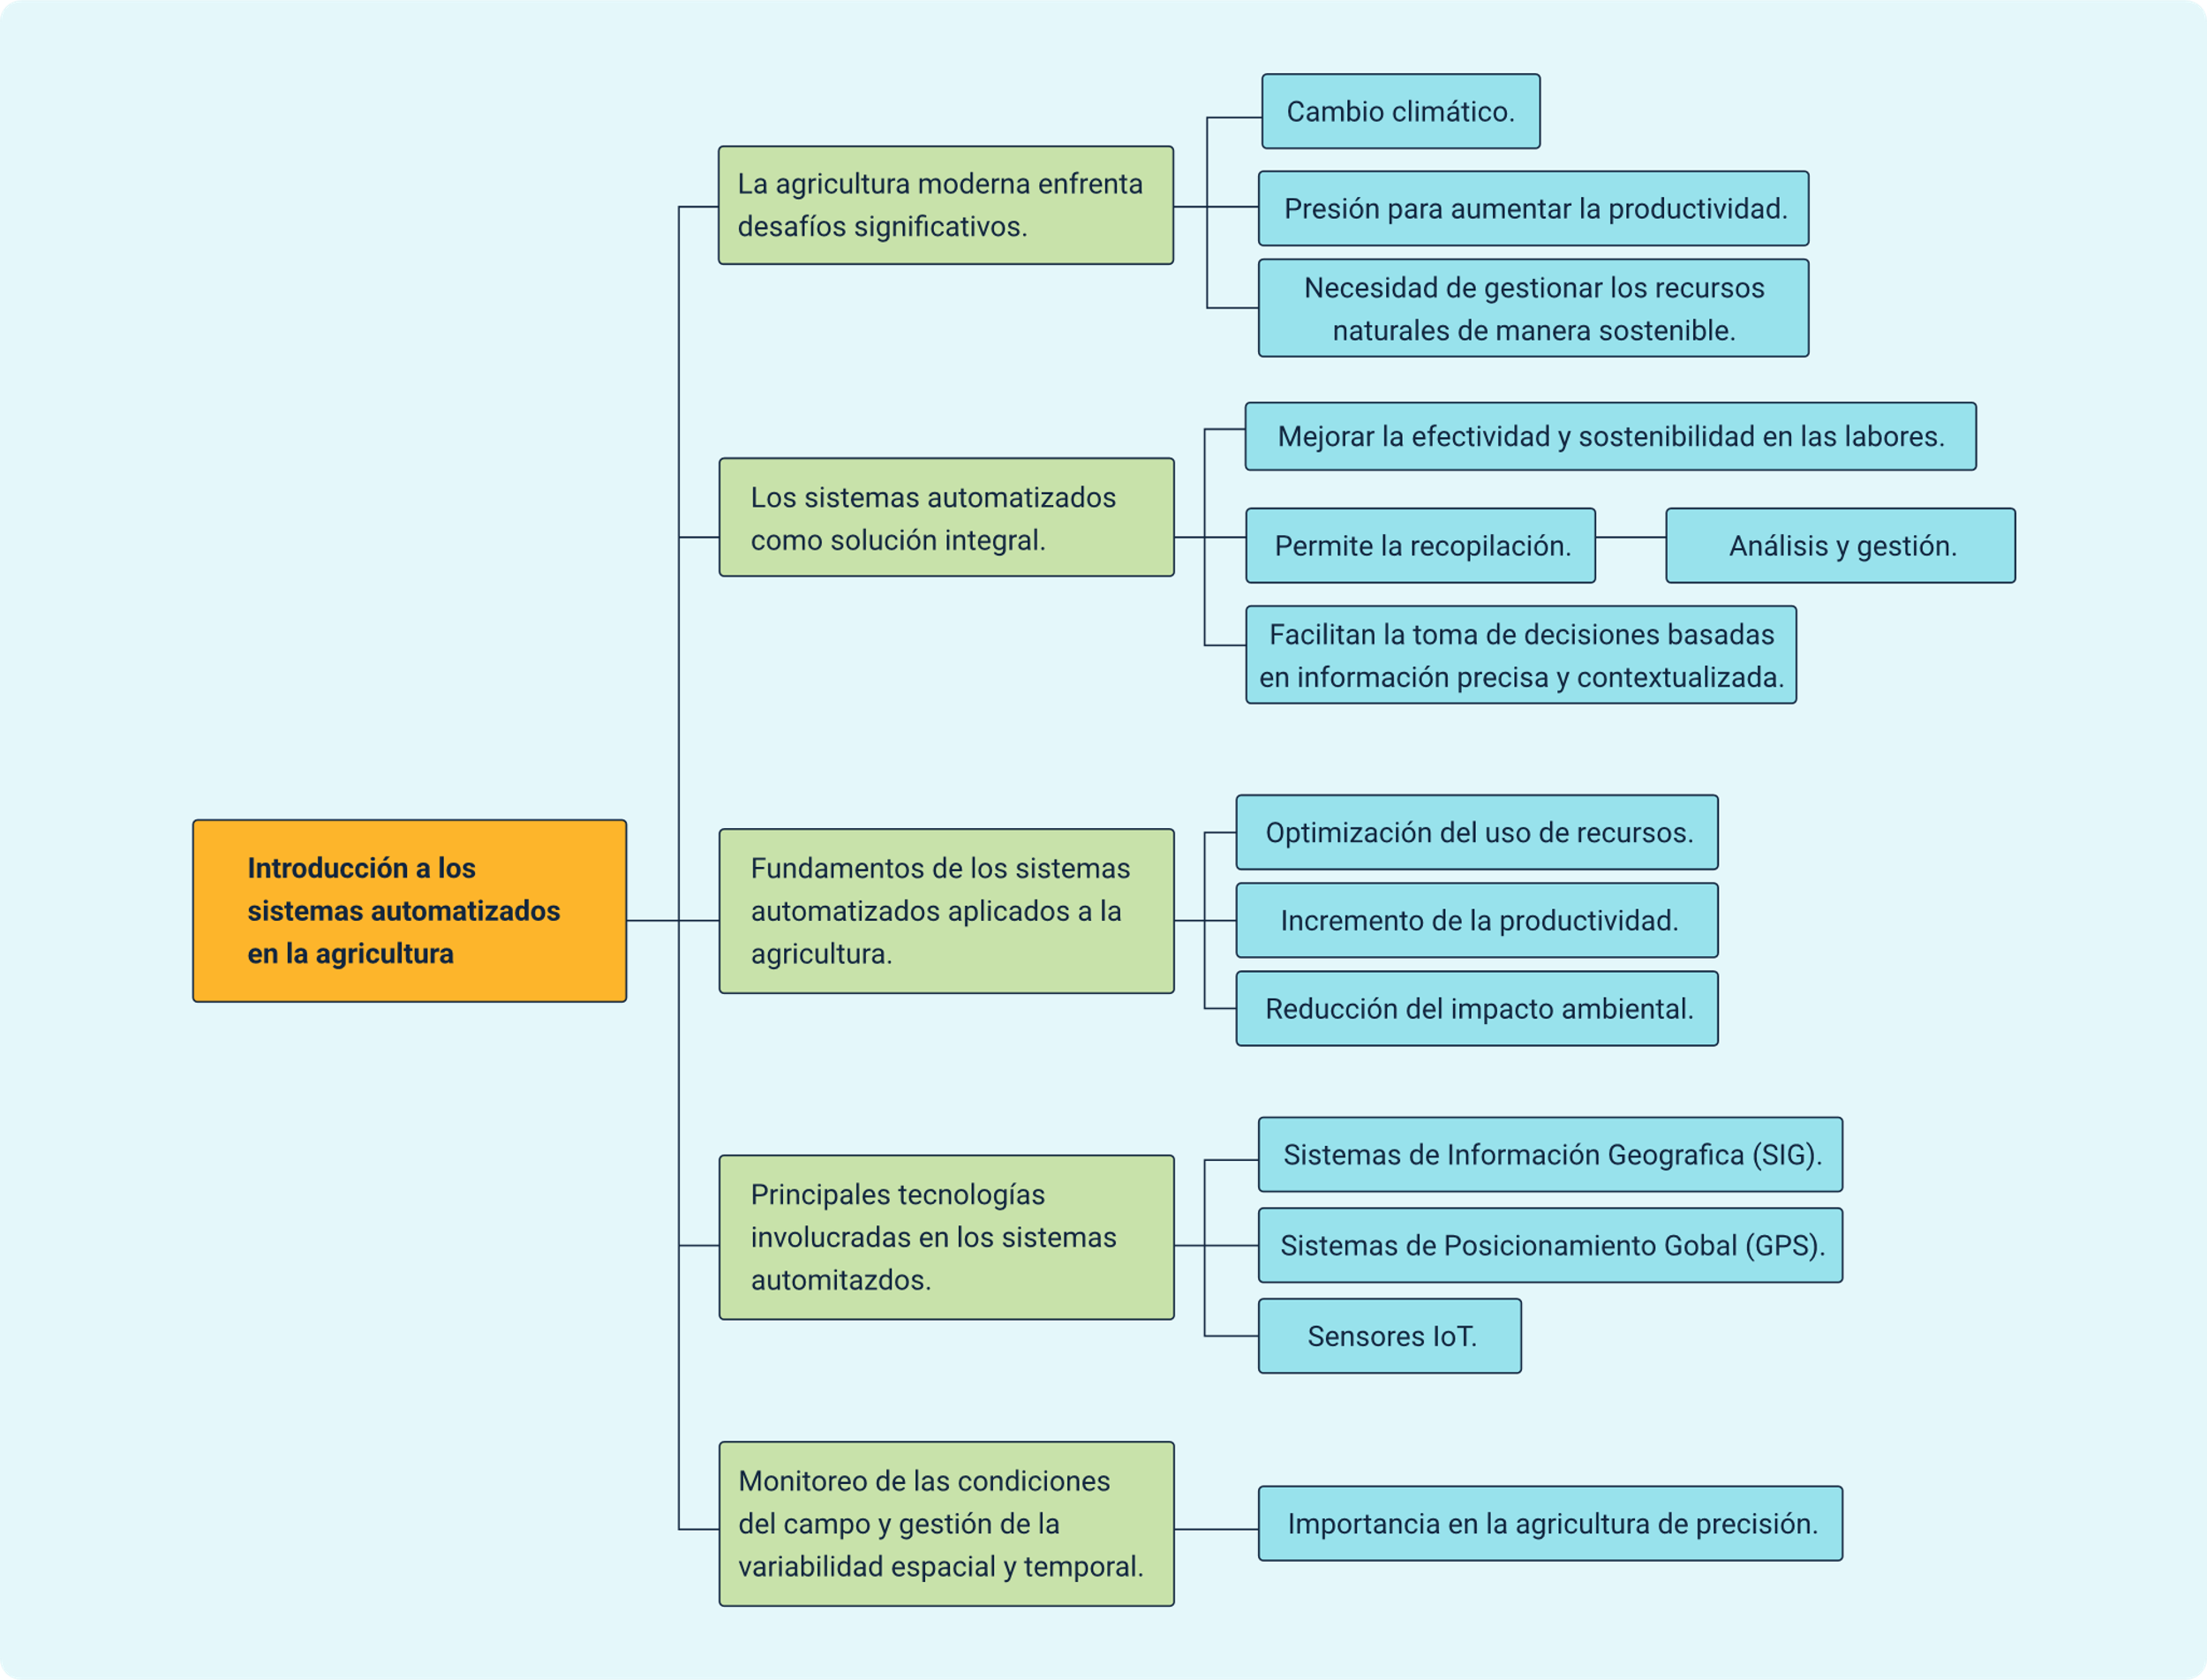 Introducción a los
sistemas automatizados
en la agricultura
La agricultura moderna enfrenta
desafíos significativos.
Cambio climático.
Presión para aumentar la productividad.
Necesidad de gestionar los recursos
naturales de manera sostenible.
Los sistemas automatizados
como solución integral.
Mejorar la efectividad y sostenibilidad en las labores.
Permite la recopilación.
Análisis y gestión.
Facilitan la toma de decisiones basadas
en información precisa y contextualizada.
Fundamentos de los sistemas
automatizados aplicados a la
agricultura.
Optimización del uso de recursos.
Incremento de la productividad.
Reducción del impacto ambiental.
Principales tecnologías
involucradas en los sistemas
automitazdos.
Sistemas de Información Geografica (SIG).
Sistemas de Posicionamiento Gobal (GPS).
Sensores IoT.
Monitoreo de las condiciones
del campo y gestión de la
variabilidad espacial y temporal.
Importancia en la agricultura de precisión.